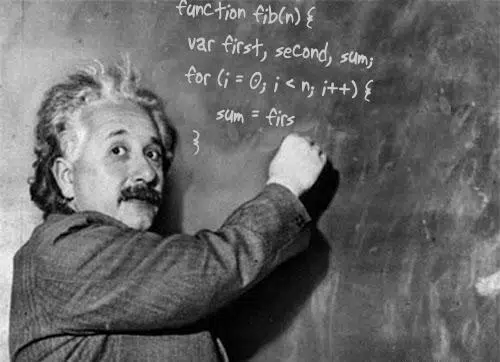 function fib(n) {
var first, second, sum;
for (i = 0; i < n; i++) {
sum = firs
}